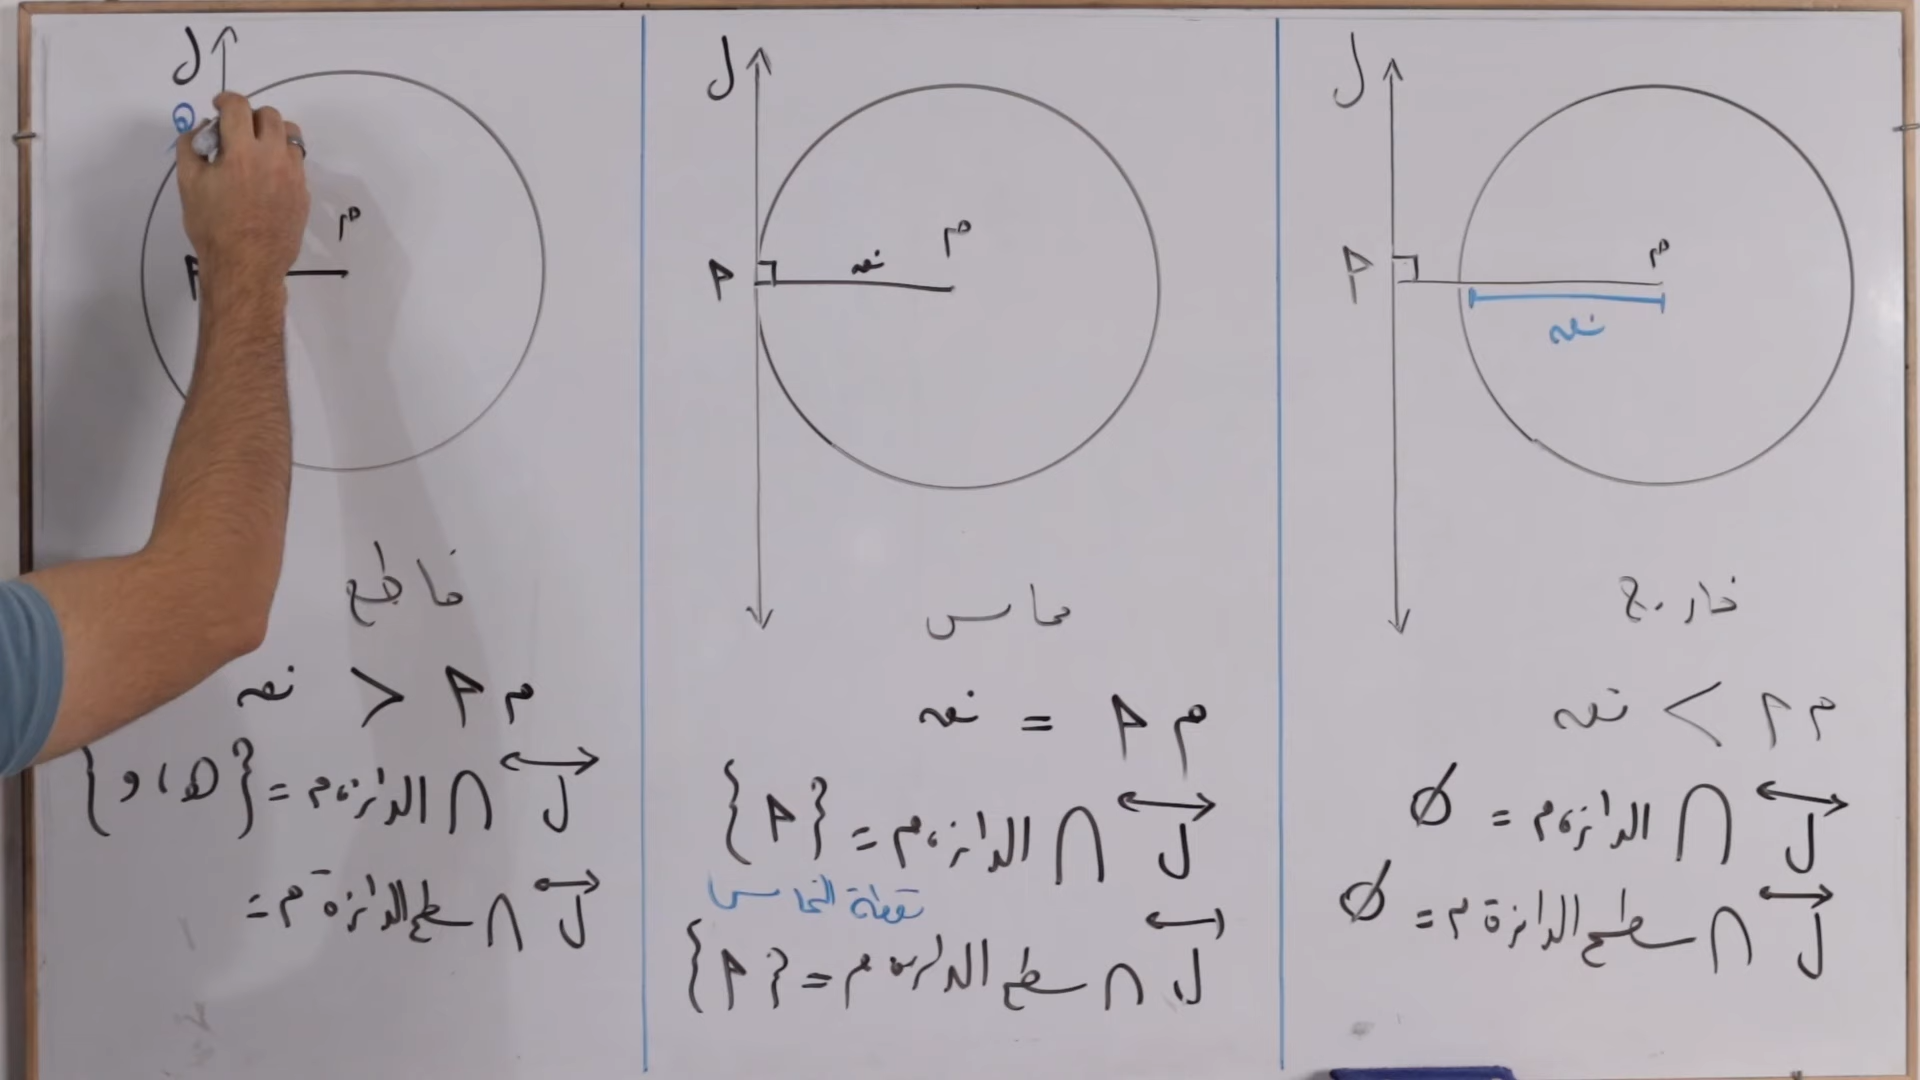 ل
م
أ
نق
خارج
م أ > نق
ل ∩ الدائرة م = ∅
ل ∩ سطح الدائرة م = ∅
ل
م
نق
أ
مماس
م أ = نق
ل ∩ الدائرة م = {أ}
نقطة التماس
ل ∩ سطح الدائرة م = {أ}
ل
م
أ
قاطع
م أ < نق
ل ∩ الدائرة م = {هـ ، و}
ل ∩ سطح الدائرة م =